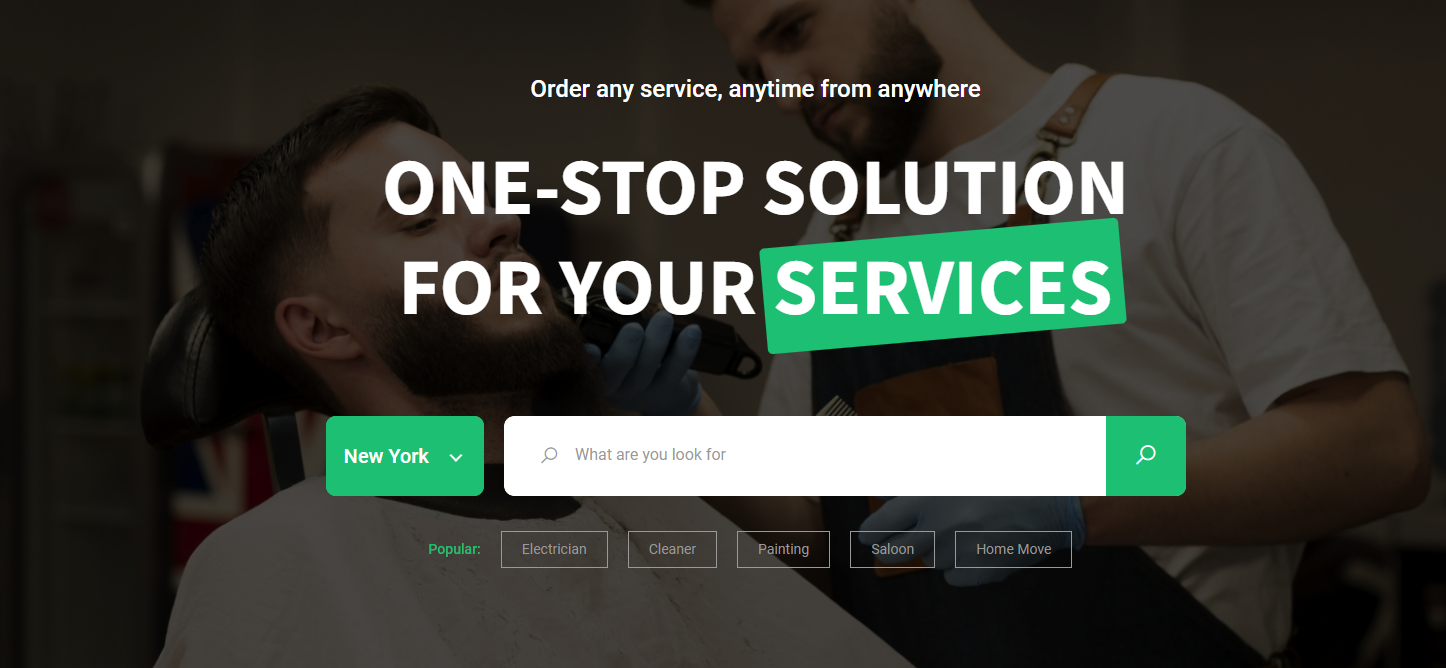 Order any service, anytime from anywhere
ONE-STOP SOLUTION
FOR YOUR SERVICES
New York
What are you look for
Popular: Electrician Cleaner Painting Saloon Home Move